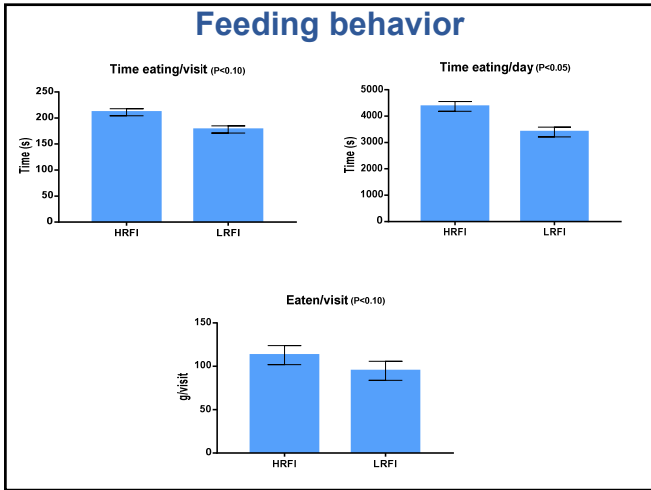 Feeding behavior
Time eating/visit (P<0.10)
250
200
150
100
50
0
Time (s)
HRFI LRFI
Time eating/day (P<0.05)
5000
4000
3000
2000
1000
0
Time (s)
HRFI LRFI
Eaten/visit (P<0.10)
150
100
50
0
g/visit
HRFI LRFI